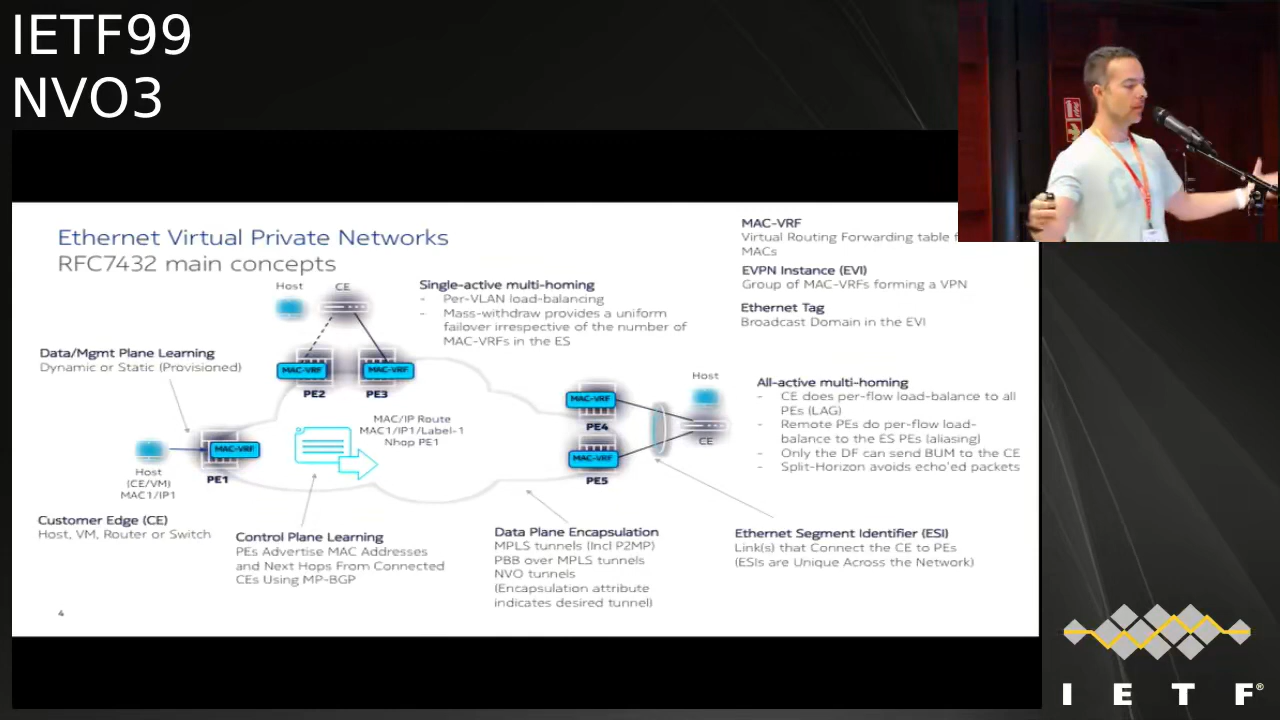 IETF99
NVO3
Ethernet Virtual Private Networks
RFC7432 main concepts
MAC-VRF
Virtual Routing Forwarding table
MACs
EVPN Instance (EVI)
Group of MAC-VRFs forming a VPN
Ethernet Tag
Broadcast Domain in the EVI
Host
CE
Single-active multi-homing
- Per-VLAN load-balancing
- Mass-withdraw provides a uniform
failover irrespective of the number of
MAC-VRFs in the ES
Data/Mgmt Plane Learning
Dynamic or Static (Provisioned)
MAC-VRF
MAC-VRF
PE2
PE3
Host
All-active multi-homing
- CE does per-flow load-balance to all
PEs (LAG)
- Remote PEs do per-flow load-
balance to the ES PEs (aliasing)
- Only the DF can send BUM to the CE
- Split-Horizon avoids echo'ed packets
MAC-VRF
PE4
CE
MAC/IP Route
MAC1/IP1/Label-1
Nhop PE1
MAC-VRF
PE1
MAC-VRF
PE5
Host
(CE/VM)
MAC1/IP1
Customer Edge (CE)
Host, VM, Router or Switch
Control Plane Learning
PEs Advertise MAC Addresses
and Next Hops From Connected
CEs Using MP-BGP
Data Plane Encapsulation
MPLS tunnels (Incl P2MP)
PBB over MPLS tunnels
NVO tunnels
(Encapsulation attribute
indicates desired tunnel)
Ethernet Segment Identifier (ESI)
Link(s) that Connect the CE to PEs
(ESIs are Unique Across the Network)
4
I E T F®